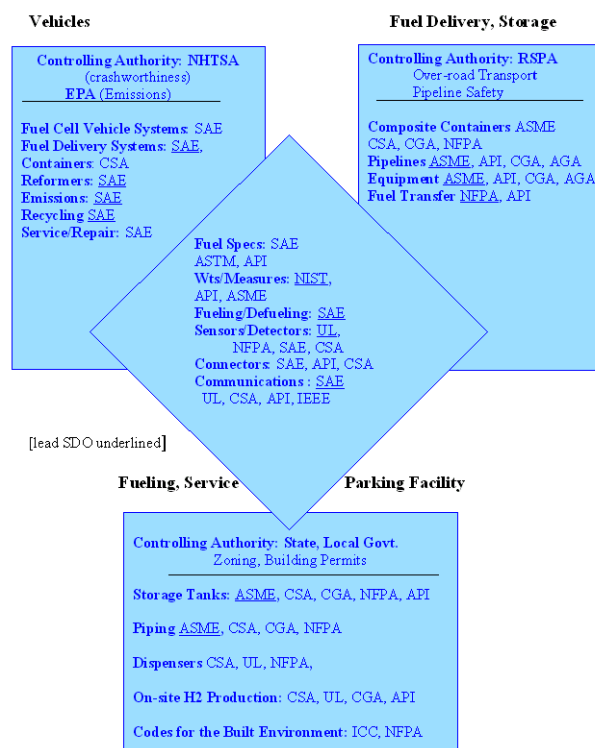 Vehicles
Fuel Delivery, Storage
Controlling Authority: NHTSA
(crashworthiness)
EPA (Emissions)
Fuel Cell Vehicle Systems: SAE
Fuel Delivery Systems: SAE,
Containers: CSA
Reformers: SAE
Emissions: SAE
Recycling SAE
Service/Repair: SAE
Controlling Authority: RSPA
Over-road Transport
Pipeline Safety
Composite Containers ASME
CSA, CGA, NFPA
Pipelines ASME, API, CGA, AGA
Equipment ASME, API, CGA, AGA
Fuel Transfer NFPA, API
Fuel Specs: SAE
ASTM, API
Wts/Measures: NIST,
API, ASME
Fueling/Defueling: SAE
Sensors/Detectors: UL,
NFPA, SAE, CSA
Connectors: SAE, API, CSA
Communications : SAE
UL, CSA, API, IEEE
[lead SDO underlined]
Fueling, Service
Parking Facility
Controlling Authority: State, Local Govt.
Zoning, Building Permits
Storage Tanks: ASME, CSA, CGA, NFPA, API
Piping ASME, CSA, CGA, NFPA
Dispensers CSA, UL, NFPA,
On-site H2 Production: CSA, UL, CGA, API
Codes for the Built Environment: ICC, NFPA